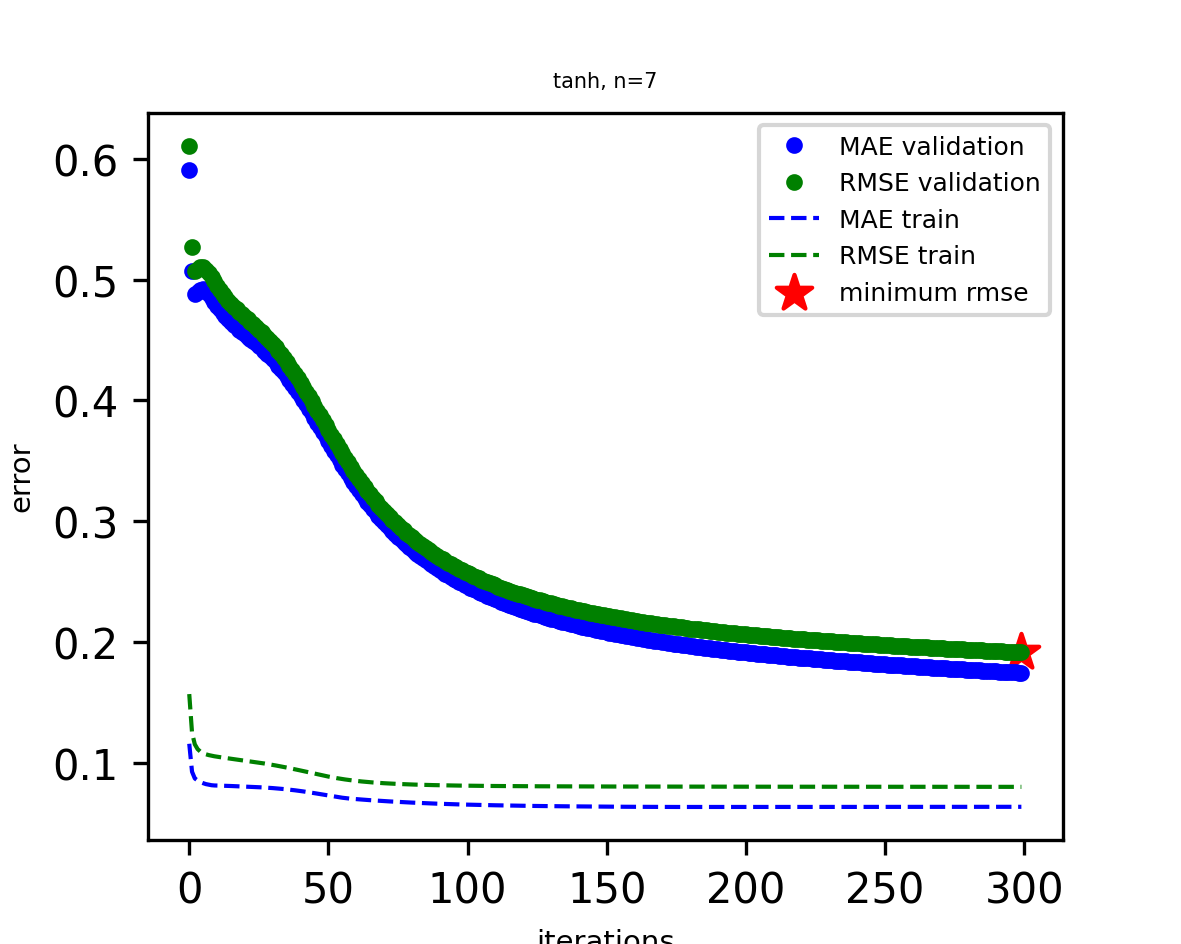 tanh, n=7
0.6
0.5
0.4
0.3
0.2
0.1
error
MAE validation
RMSE validation
MAE train
RMSE train
minimum rmse
0 50 100 150 200 250 300
iterations